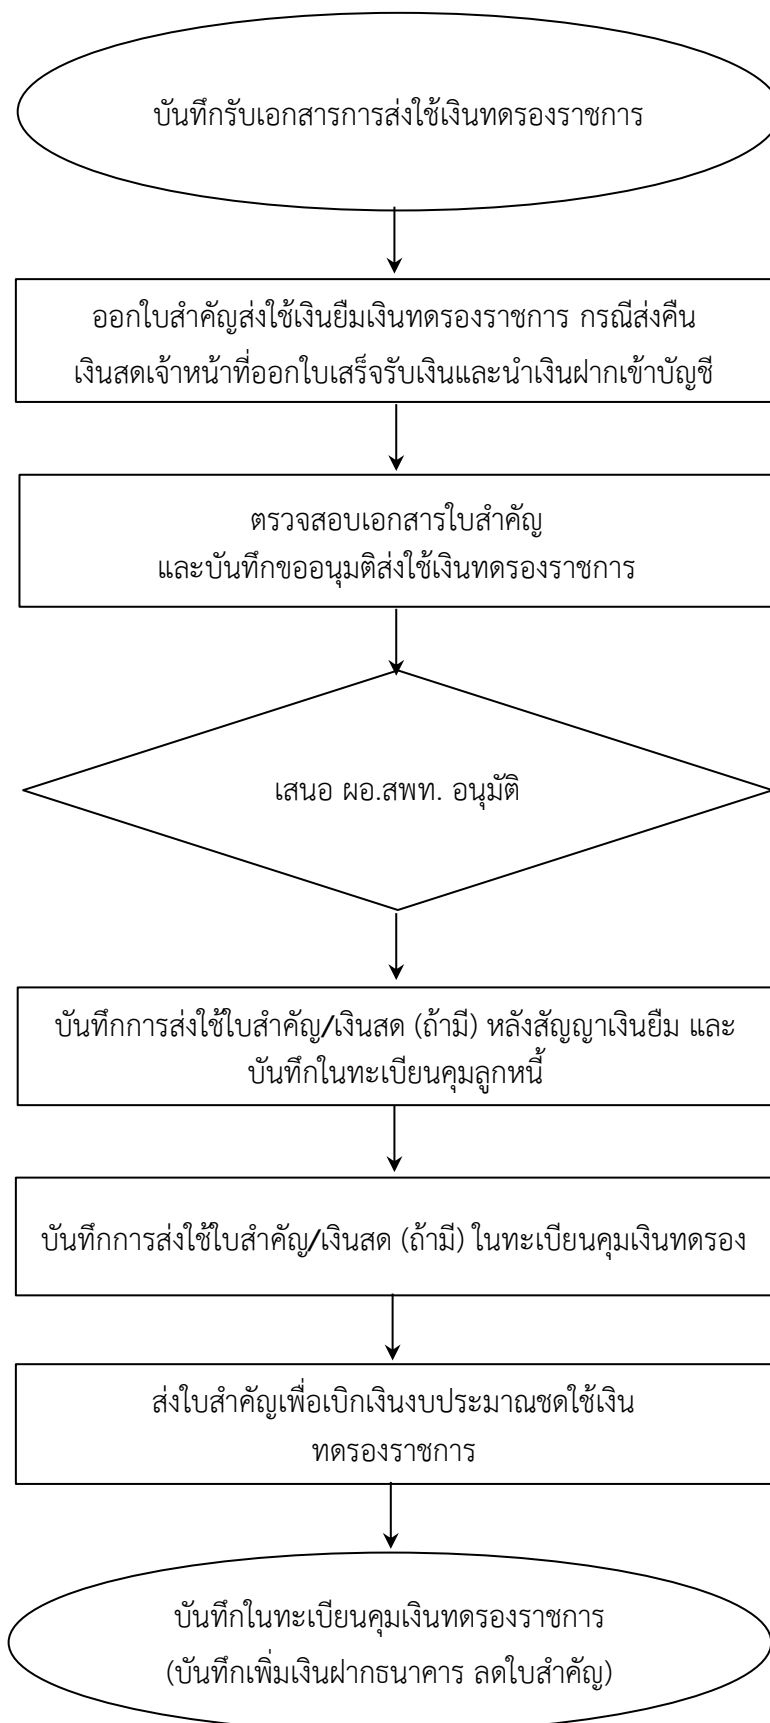 บันทึกรับเอกสารการส่งใช้เงินทดรองราชการ
ออกใบสำคัญส่งใช้เงินยืมเงินทดรองราชการ กรณีส่งคืน
เงินสดเจ้าหน้าที่ออกใบเสร็จรับเงินและนำเงินฝากเข้าบัญชี
ตรวจสอบเอกสารใบสำคัญ
และบันทึกขออนุมติส่งใช้เงินทดรองราชการ
เสนอ ผอ.สพท. อนุมัติ
บันทึกการส่งใช้ใบสำคัญ/เงินสด (ถ้ามี) หลังสัญญาเงินยืม และ
บันทึกในทะเบียนคุมลูกหนี้
บันทึกการส่งใช้ใบสำคัญ/เงินสด (ถ้ามี) ในทะเบียนคุมเงินทดรอง
ส่งใบสำคัญเพื่อเบิกเงินงบประมาณชดใช้เงิน
ทดรองราชการ
บันทึกในทะเบียนคุมเงินทดรองราชการ
(บันทึกเพิ่มเงินฝากธนาคาร ลดใบสำคัญ)